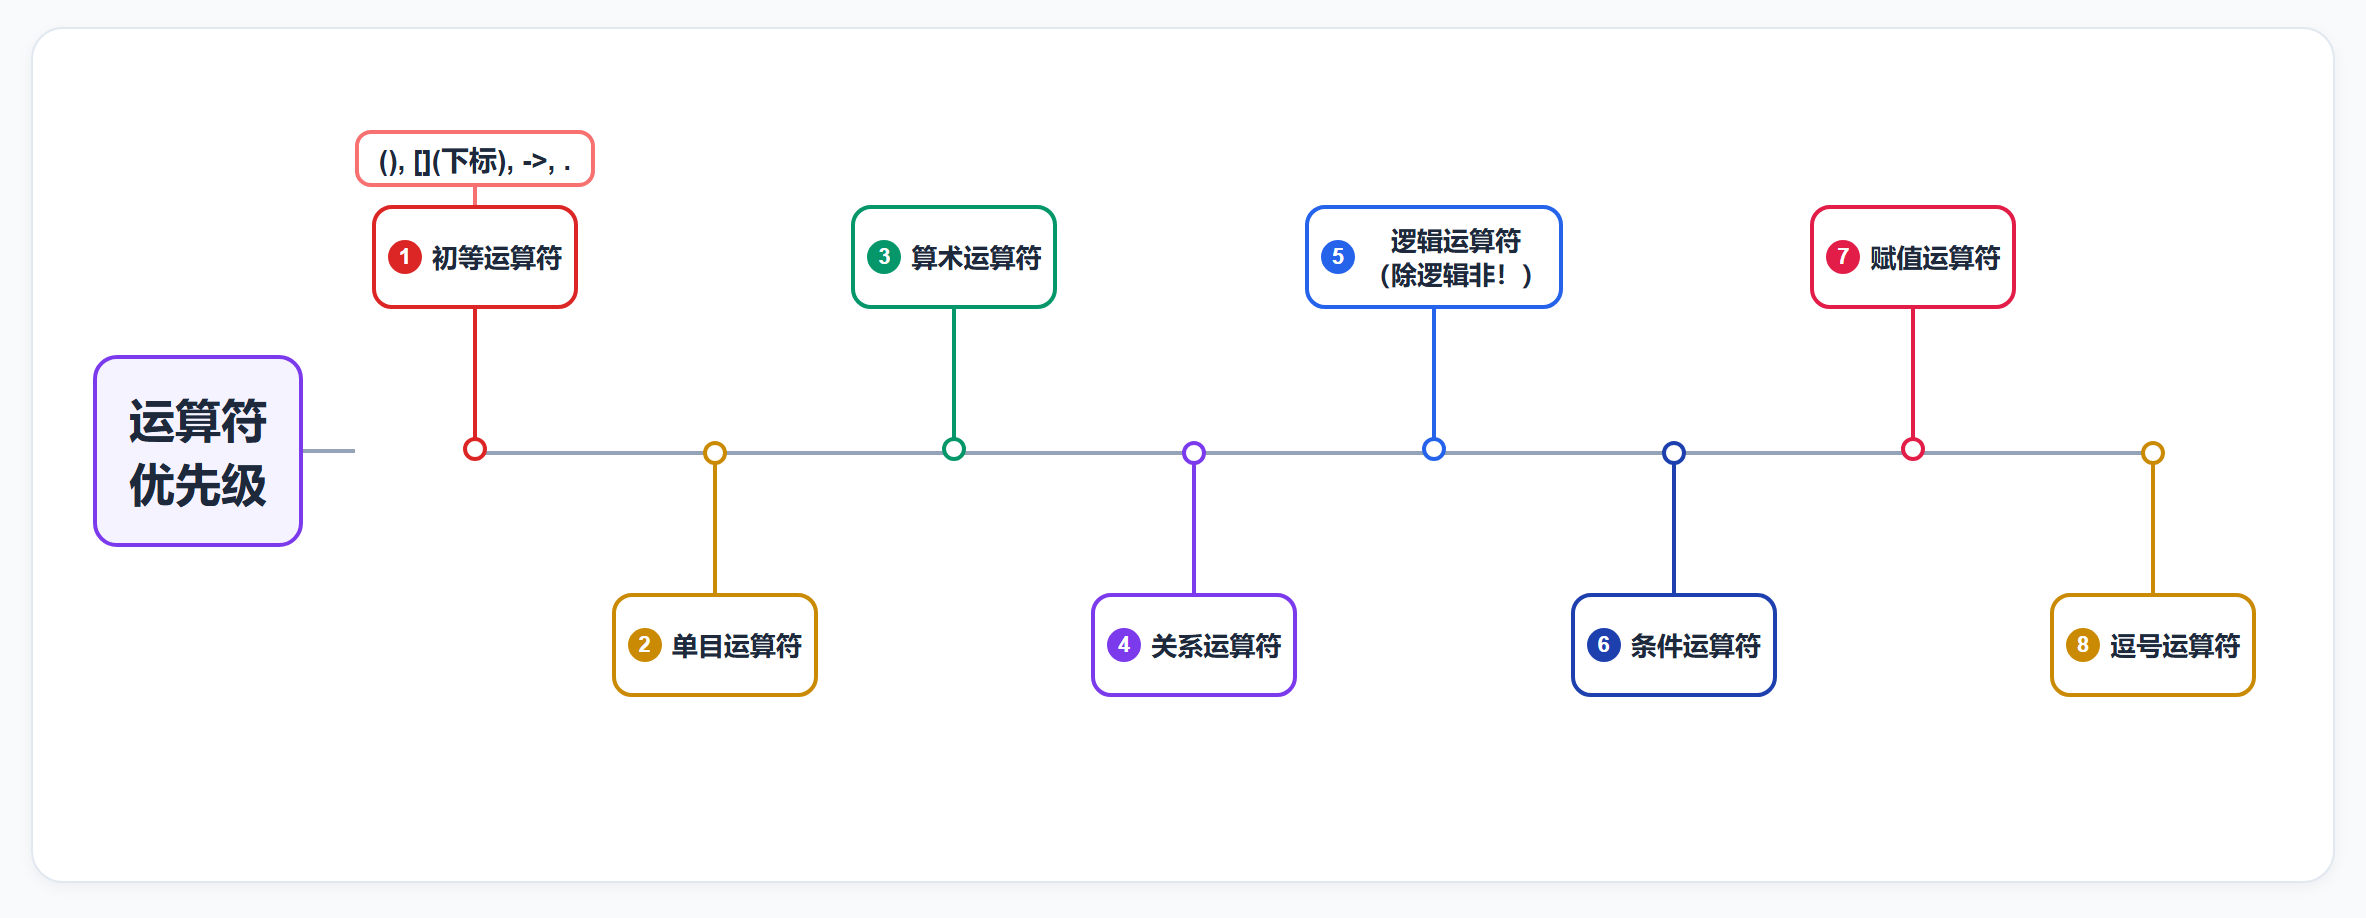 运算符
优先级
(), [](下标), ->, .
1 初等运算符
2 单目运算符
3 算术运算符
4 关系运算符
5 逻辑运算符
（除逻辑非！）
6 条件运算符
7 赋值运算符
8 逗号运算符